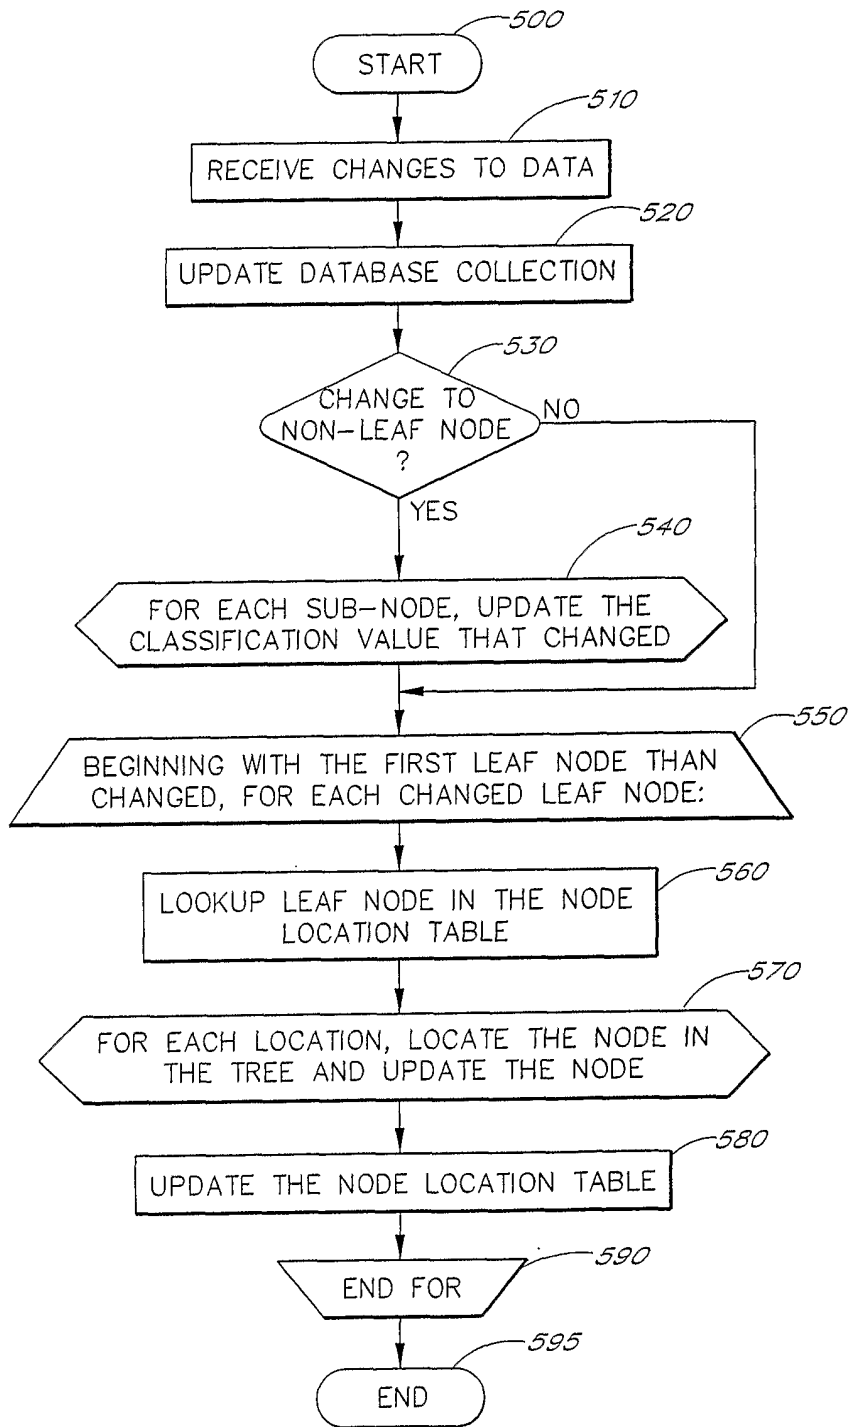 500
START
510
RECEIVE CHANGES TO DATA
520
UPDATE DATABASE COLLECTION
530
CHANGE TO
NON-LEAF NODE
?
NO
YES
540
FOR EACH SUB-NODE, UPDATE THE
CLASSIFICATION VALUE THAT CHANGED
550
BEGINNING WITH THE FIRST LEAF NODE THAN
CHANGED, FOR EACH CHANGED LEAF NODE:
560
LOOKUP LEAF NODE IN THE NODE
LOCATION TABLE
570
FOR EACH LOCATION, LOCATE THE NODE IN
THE TREE AND UPDATE THE NODE
580
UPDATE THE NODE LOCATION TABLE
590
END FOR
595
END